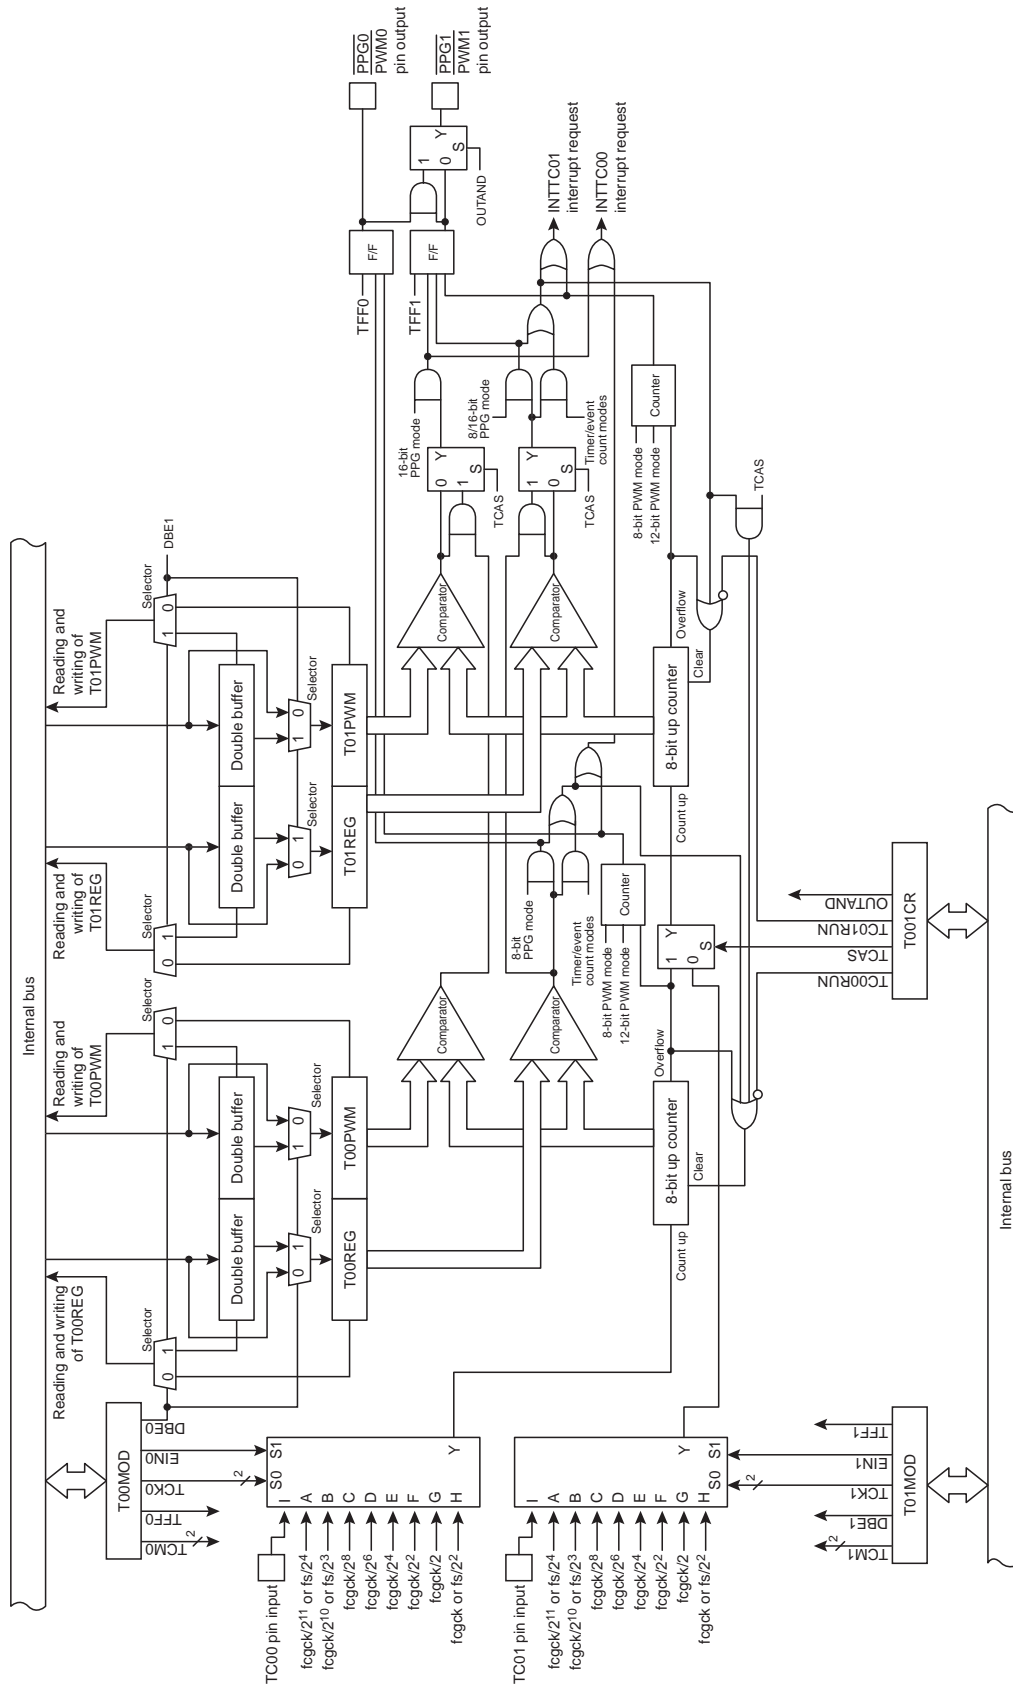 Internal bus
Reading and writing
of T00REG
Reading and
writing of
T00PWM
Reading and
writing of
T01REG
Reading and
writing of
T01PWM
T00MOD
TCM0
2
TFF0
TCK0
2
EIN0
DBE0
Selector
0 1
Selector
1 0
Selector
0 1
Selector
1 0
DBE1
Double buffer
Double buffer
Double buffer
Double buffer
0 1
Selector
1 0
Selector
0 1
Selector
1 0
Selector
T00REG
T00PWM
T01REG
T01PWM
TC00 pin input
fcgck/2¹¹ or fs/2⁴
fcgck/2¹⁰ or fs/2³
fcgck/2⁸
fcgck/2⁶
fcgck/2⁴
fcgck/2²
fcgck/2
fcgck or fs/2²
I
A
B
C
D
E
F
G
H
S0 S1
Y
Comparator
Comparator
Comparator
Comparator
16-bit
PPG mode
0
1
Y
S
TCAS
8/16-bit
PPG mode
1
0
Y
S
TCAS
Timer/event
count modes
TFF0
F/F
TFF1
F/F
1
0
Y
S
OUTAND
PPG0
PWM0
pin output
PPG1
PWM1
pin output
INTTC01
interrupt request
INTTC00
interrupt request
8-bit
PPG mode
Timer/event
count modes
8-bit PWM mode
12-bit PWM mode
Counter
8-bit PWM mode
12-bit PWM mode
Counter
TC01 pin input
fcgck/2¹¹ or fs/2⁴
fcgck/2¹⁰ or fs/2³
fcgck/2⁸
fcgck/2⁶
fcgck/2⁴
fcgck/2²
fcgck/2
fcgck or fs/2²
I
A
B
C
D
E
F
G
H
S0 S1
Y
Count up
8-bit up counter
Overflow
Clear
1
0
Y
S
Count up
8-bit up counter
Overflow
Clear
TCAS
TCM1
2
DBE1
TCK1
2
EIN1
TFF1
T01MOD
TC00RUN
TCAS
TC01RUN
OUTAND
T001CR
Internal bus